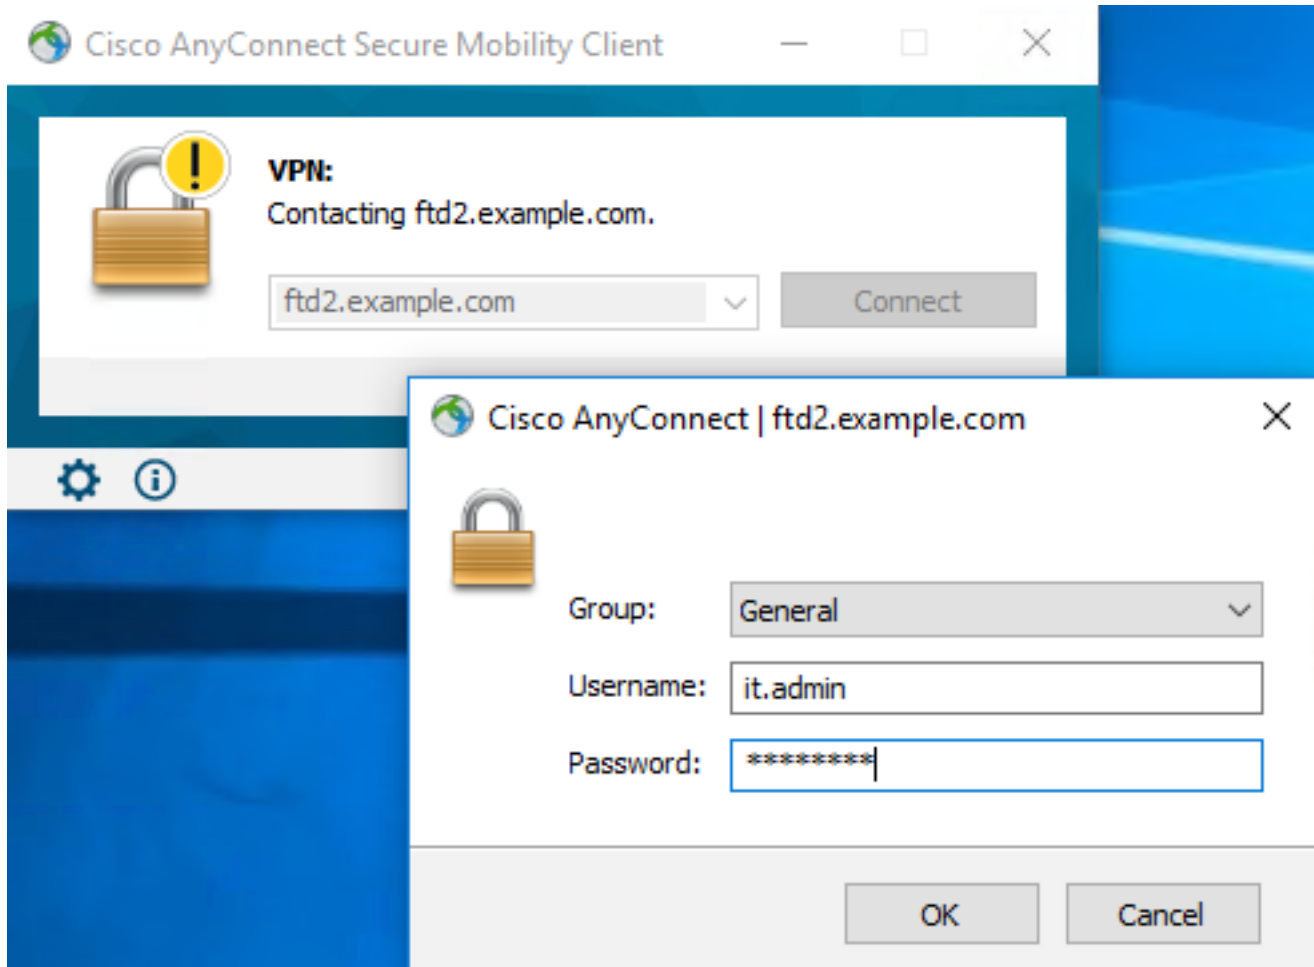 Cisco AnyConnect Secure Mobility Client
VPN:
Contacting ftd2.example.com.
ftd2.example.com
Connect
Cisco AnyConnect | ftd2.example.com
Group:
General
Username:
it.admin
Password:
********
OK
Cancel